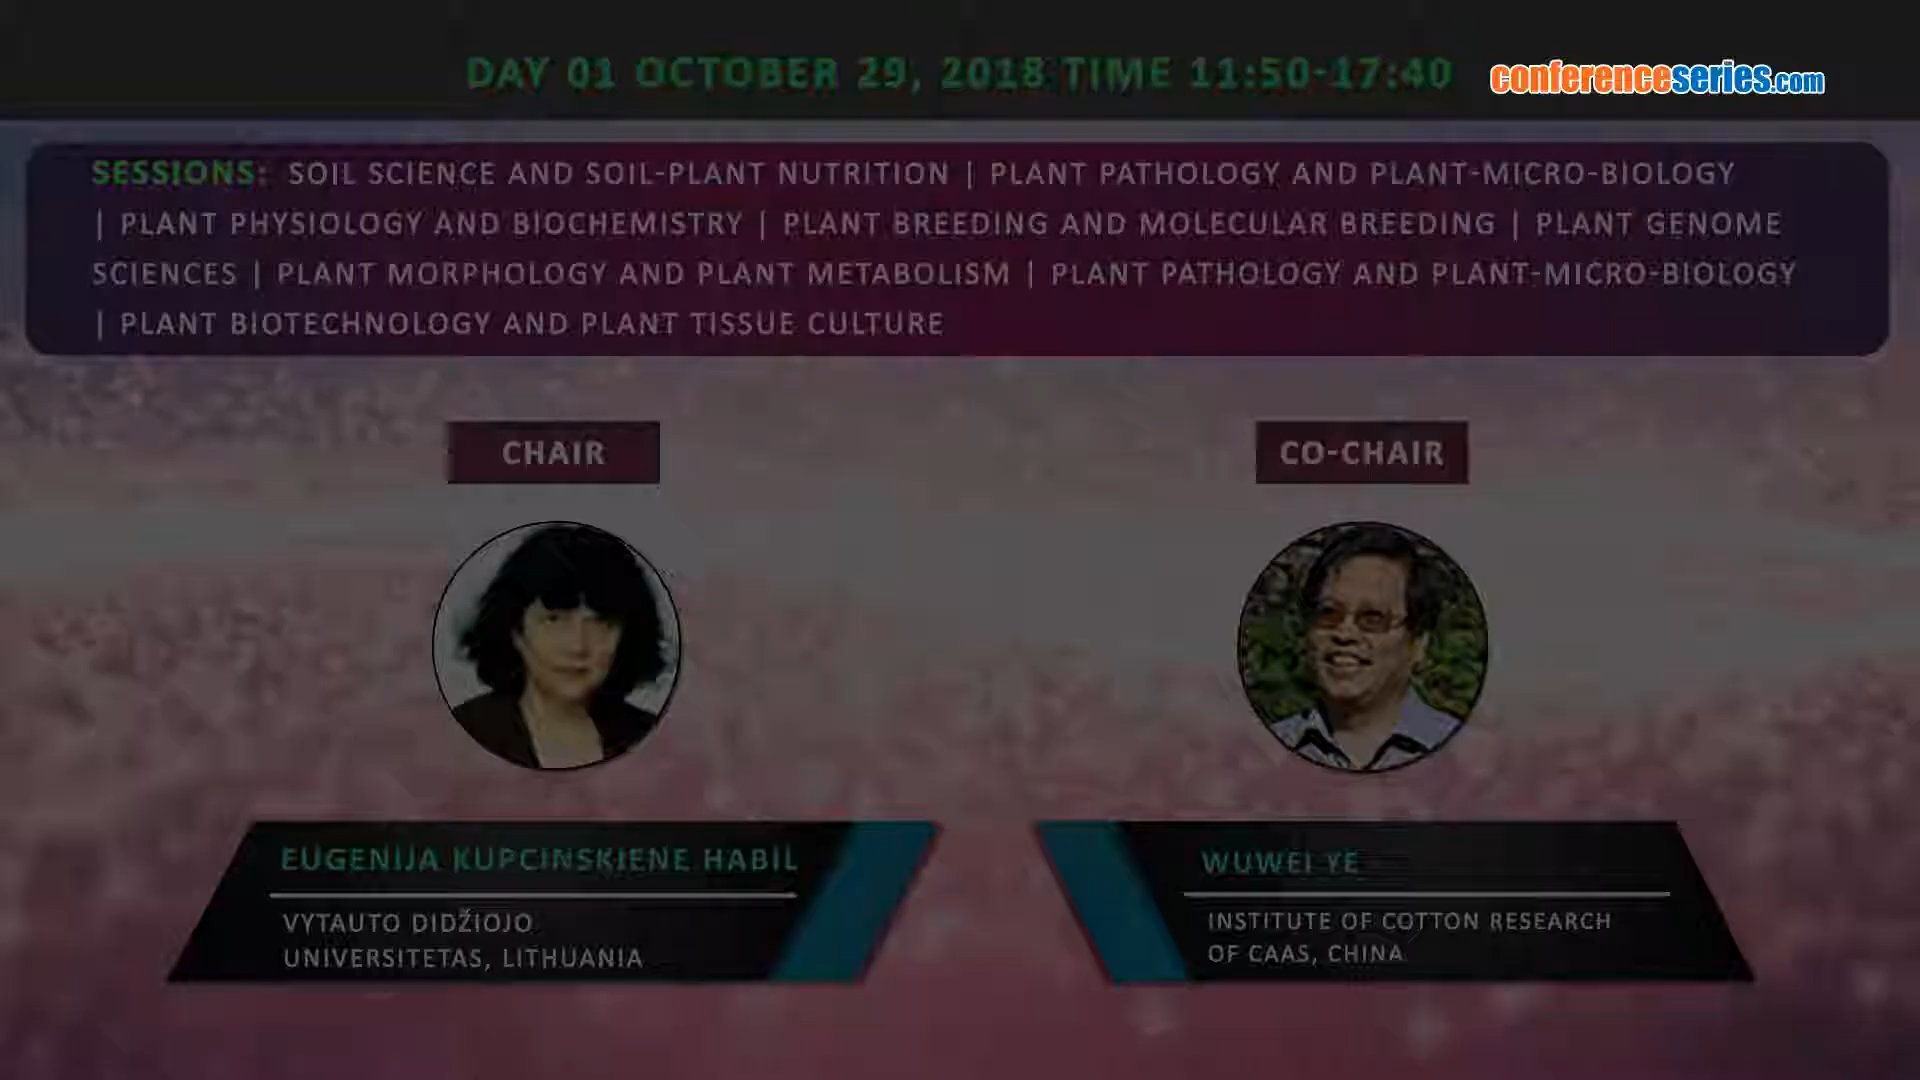 DAY 01 OCTOBER 29, 2018 TIME 11:50-17:40
conferenceseries.com
SESSIONS: SOIL SCIENCE AND SOIL-PLANT NUTRITION | PLANT PATHOLOGY AND PLANT-MICRO-BIOLOGY
| PLANT PHYSIOLOGY AND BIOCHEMISTRY | PLANT BREEDING AND MOLECULAR BREEDING | PLANT GENOME
SCIENCES | PLANT MORPHOLOGY AND PLANT METABOLISM | PLANT PATHOLOGY AND PLANT-MICRO-BIOLOGY
| PLANT BIOTECHNOLOGY AND PLANT TISSUE CULTURE
CHAIR
CO-CHAIR
EUGENIJA KUPCINSKIENE HABIL
VYTAUTO DIDŽIOJO
UNIVERSITETAS, LITHUANIA
WUWEI YE
INSTITUTE OF COTTON RESEARCH
OF CAAS, CHINA